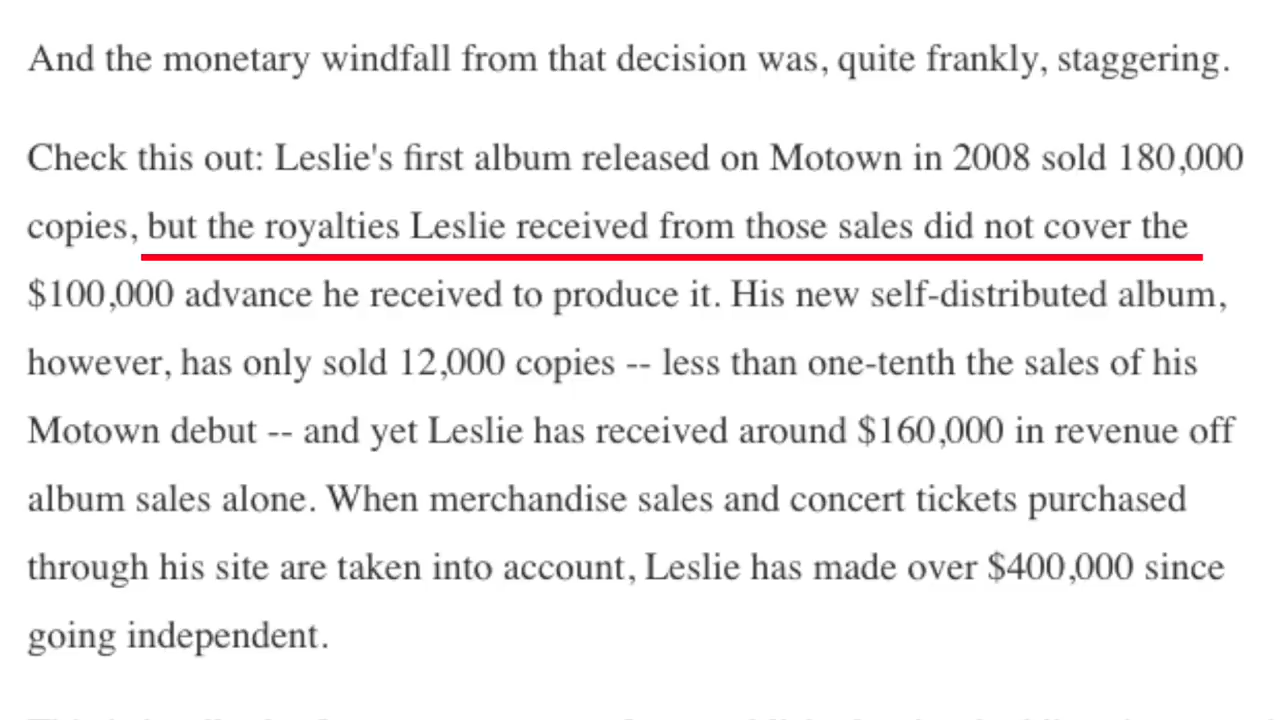 And the monetary windfall from that decision was, quite frankly, staggering.
Check this out: Leslie's first album released on Motown in 2008 sold 180,000
copies, but the royalties Leslie received from those sales did not cover the
$100,000 advance he received to produce it. His new self-distributed album,
however, has only sold 12,000 copies -- less than one-tenth the sales of his
Motown debut -- and yet Leslie has received around $160,000 in revenue off
album sales alone. When merchandise sales and concert tickets purchased
through his site are taken into account, Leslie has made over $400,000 since
going independent.